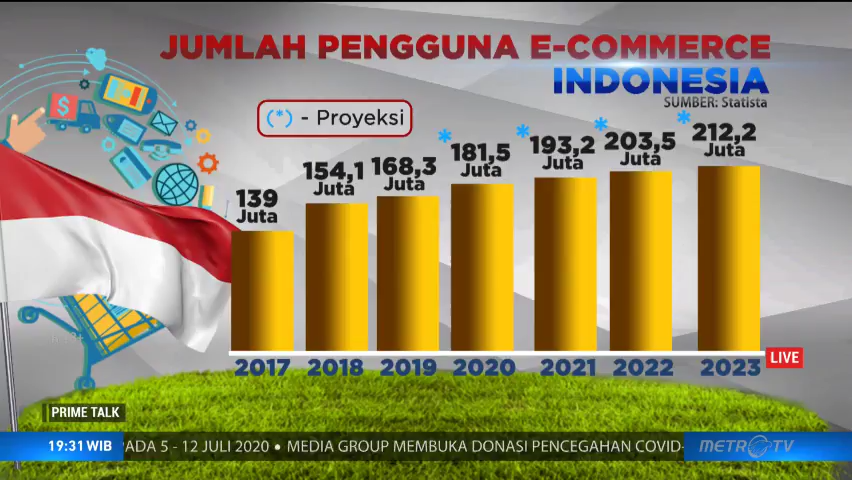 JUMLAH PENGGUNA E-COMMERCE
INDONESIA
SUMBER: Statista
(*) - Proyeksi
139
Juta
154,1
Juta
168,3
Juta
*
181,5
Juta
*
193,2
Juta
*
203,5
Juta
*
212,2
Juta
$
2017 2018 2019 2020 2021 2022 2023
LIVE
PRIME TALK
19:31 WIB PADA 5 - 12 JULI 2020 • MEDIA GROUP MEMBUKA DONASI PENCEGAHAN COVID- METRO TV